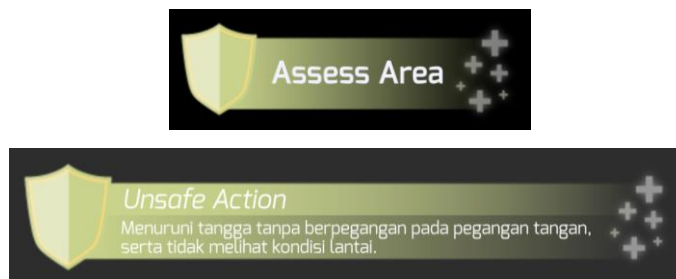 Assess Area
Unsafe Action
Menuruni tangga tanpa berpegangan pada pegangan tangan,
serta tidak melihat kondisi lantai.